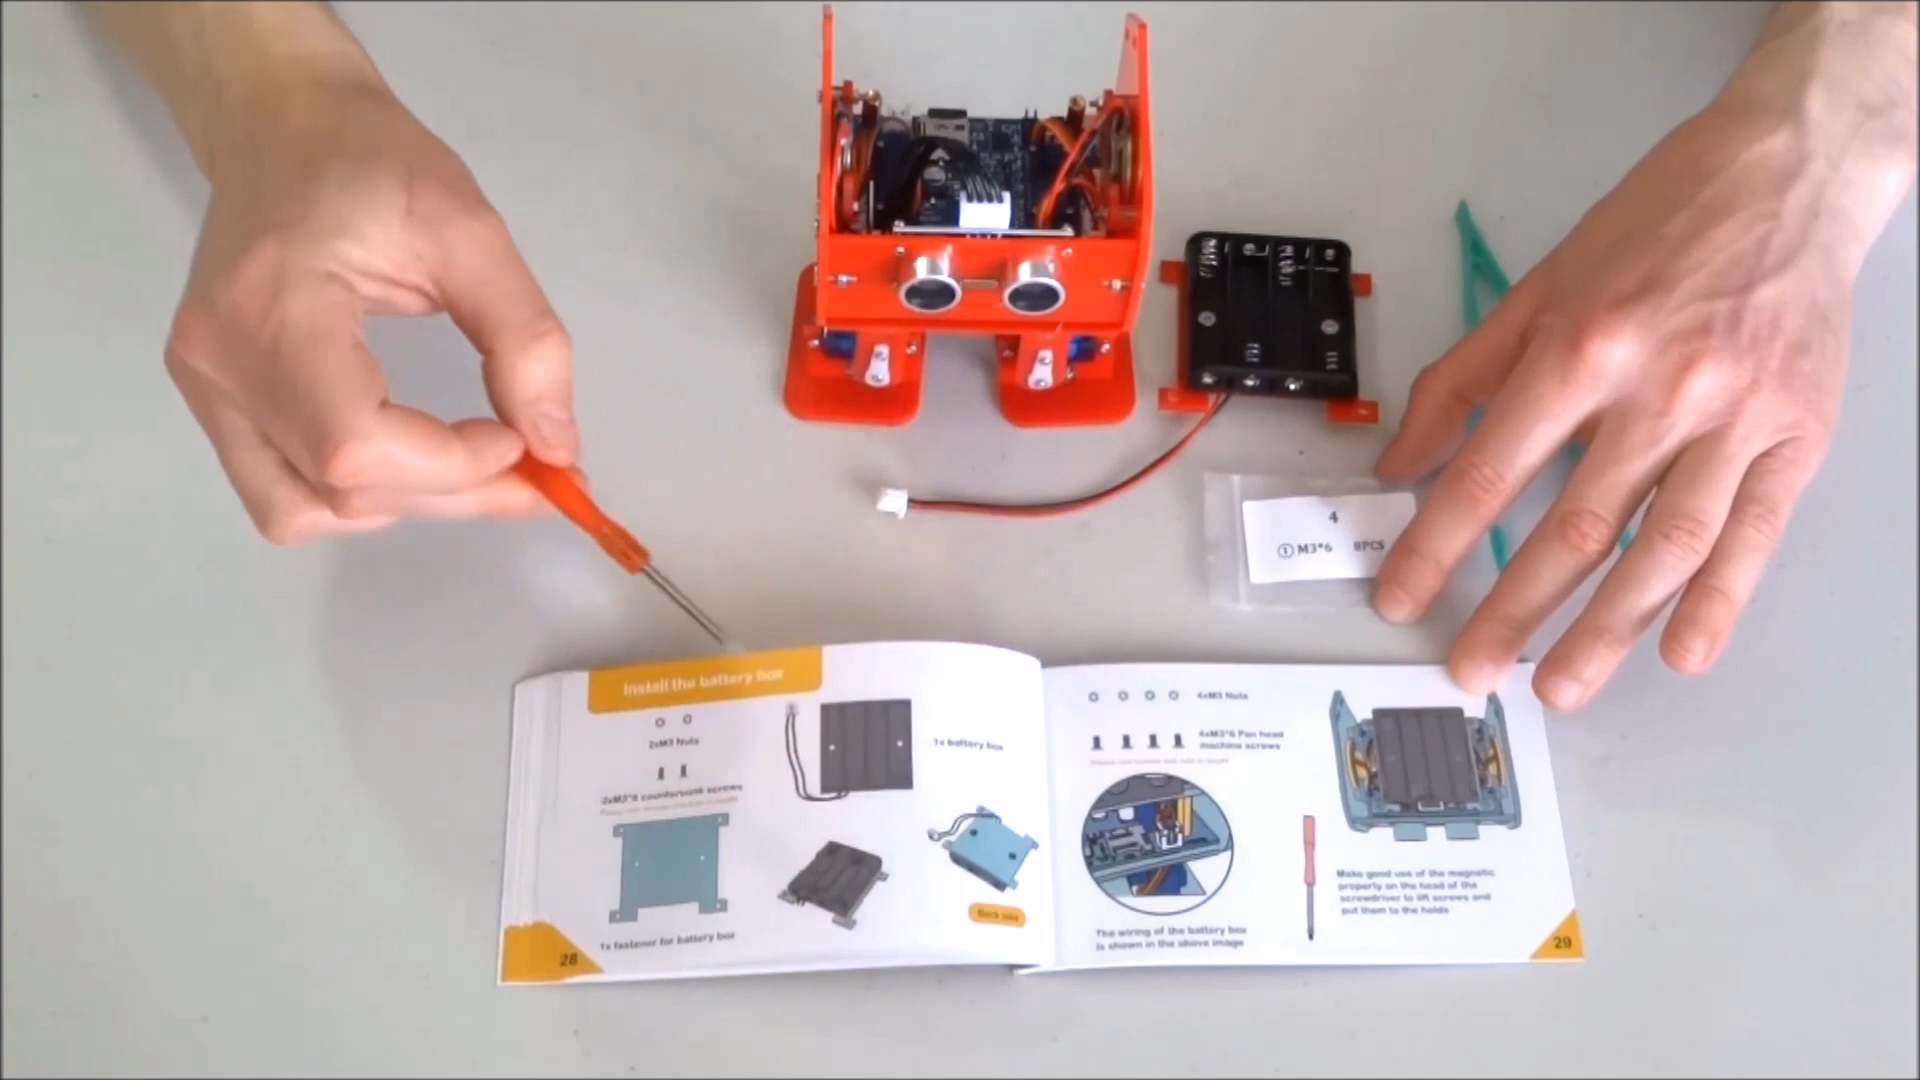 4
① M3*6 8PCS
Install the battery box
2xM3 Nuts
1x battery box
2xM3*8 countersunk screws
Back side
1x fastener for battery box
28
4xM3 Nuts
4xM3*6 Pan head
machine screws
Make good use of the magnetic
property on the head of the
screwdriver to lift screws and
put them to the holds
The wiring of the battery box
is shown in the above image
29